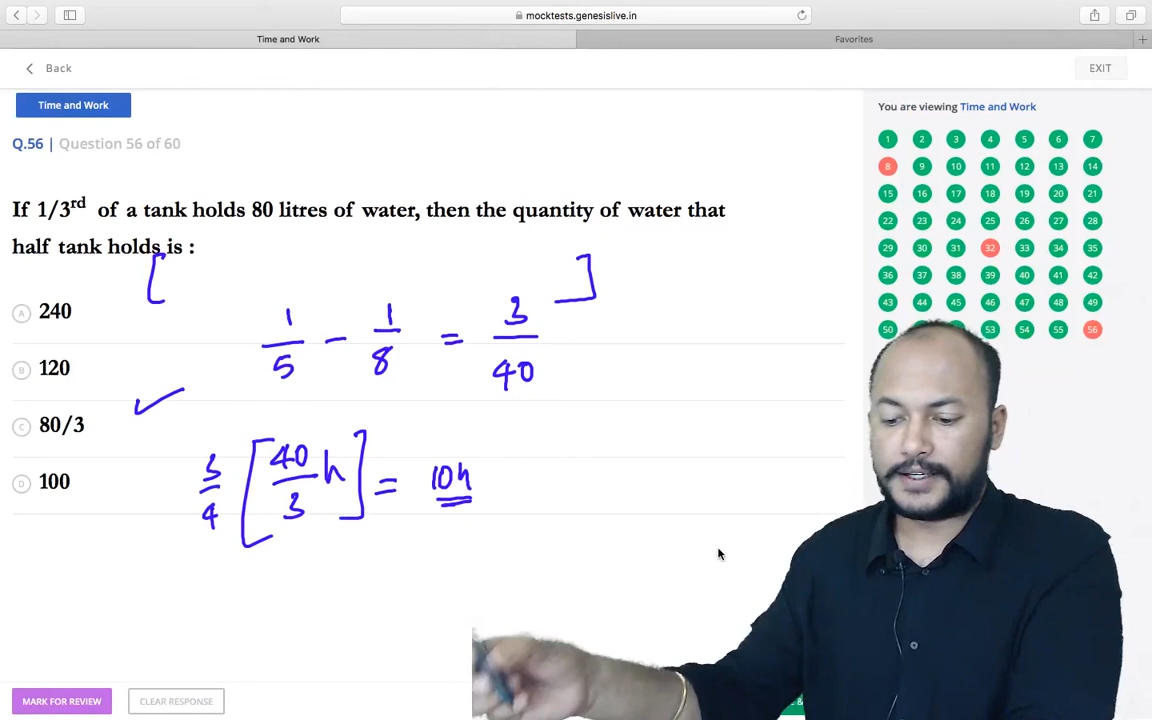 mocktests.genesislive.in
Time and Work
Favorites
Back
EXIT
Time and Work
Q.56 | Question 56 of 60
If 1/3rd of a tank holds 80 litres of water, then the quantity of water that
half tank holds is :
A 240
B 120
C 80/3
D 100
[ ]
1/5 - 1/8 = 3/40
3/4 [40/3 h] = 10h
MARK FOR REVIEW
CLEAR RESPONSE
&
You are viewing Time and Work
1 2 3 4 5 6 7
8 9 10 11 12 13 14
15 16 17 18 19 20 21
22 23 24 25 26 27 28
29 30 31 32 33 34 35
36 37 38 39 40 41 42
43 44 45 46 47 48 49
50 53 54 55 56